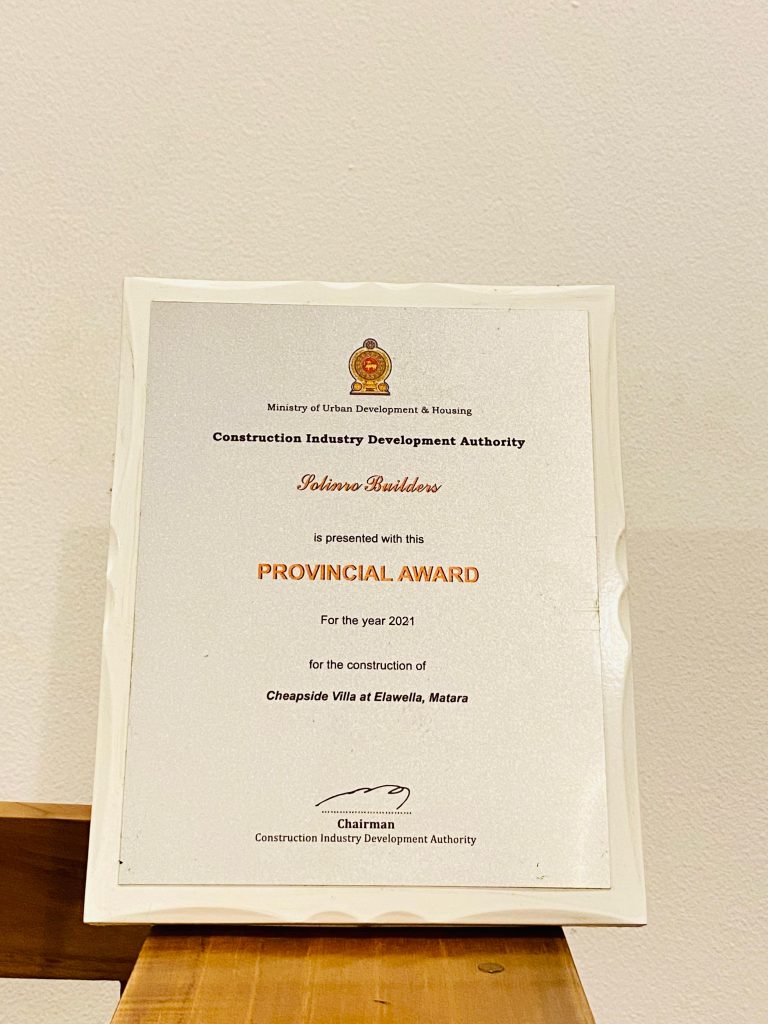 Ministry of Urban Development & Housing
Construction Industry Development Authority
Solinro Builders
is presented with this
PROVINCIAL AWARD
For the year 2021
for the construction of
Cheapside Villa at Elawella, Matara
Chairman
Construction Industry Development Authority